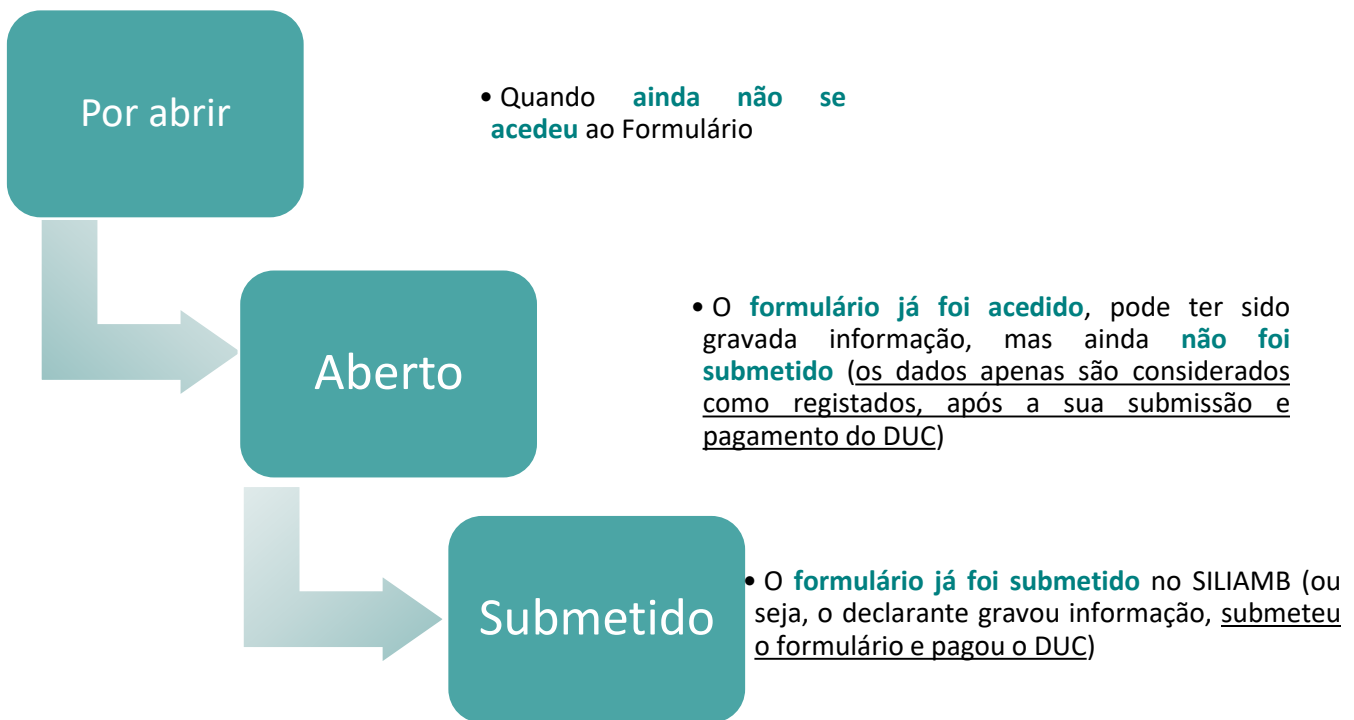 Por abrir
• Quando ainda não se
acedeu ao Formulário
Aberto
• O formulário já foi acedido, pode ter sido
gravada informação, mas ainda não foi
submetido (os dados apenas são considerados
como registados, após a sua submissão e
pagamento do DUC)
Submetido
• O formulário já foi submetido no SILIAMB (ou
seja, o declarante gravou informação, submeteu
o formulário e pagou o DUC)